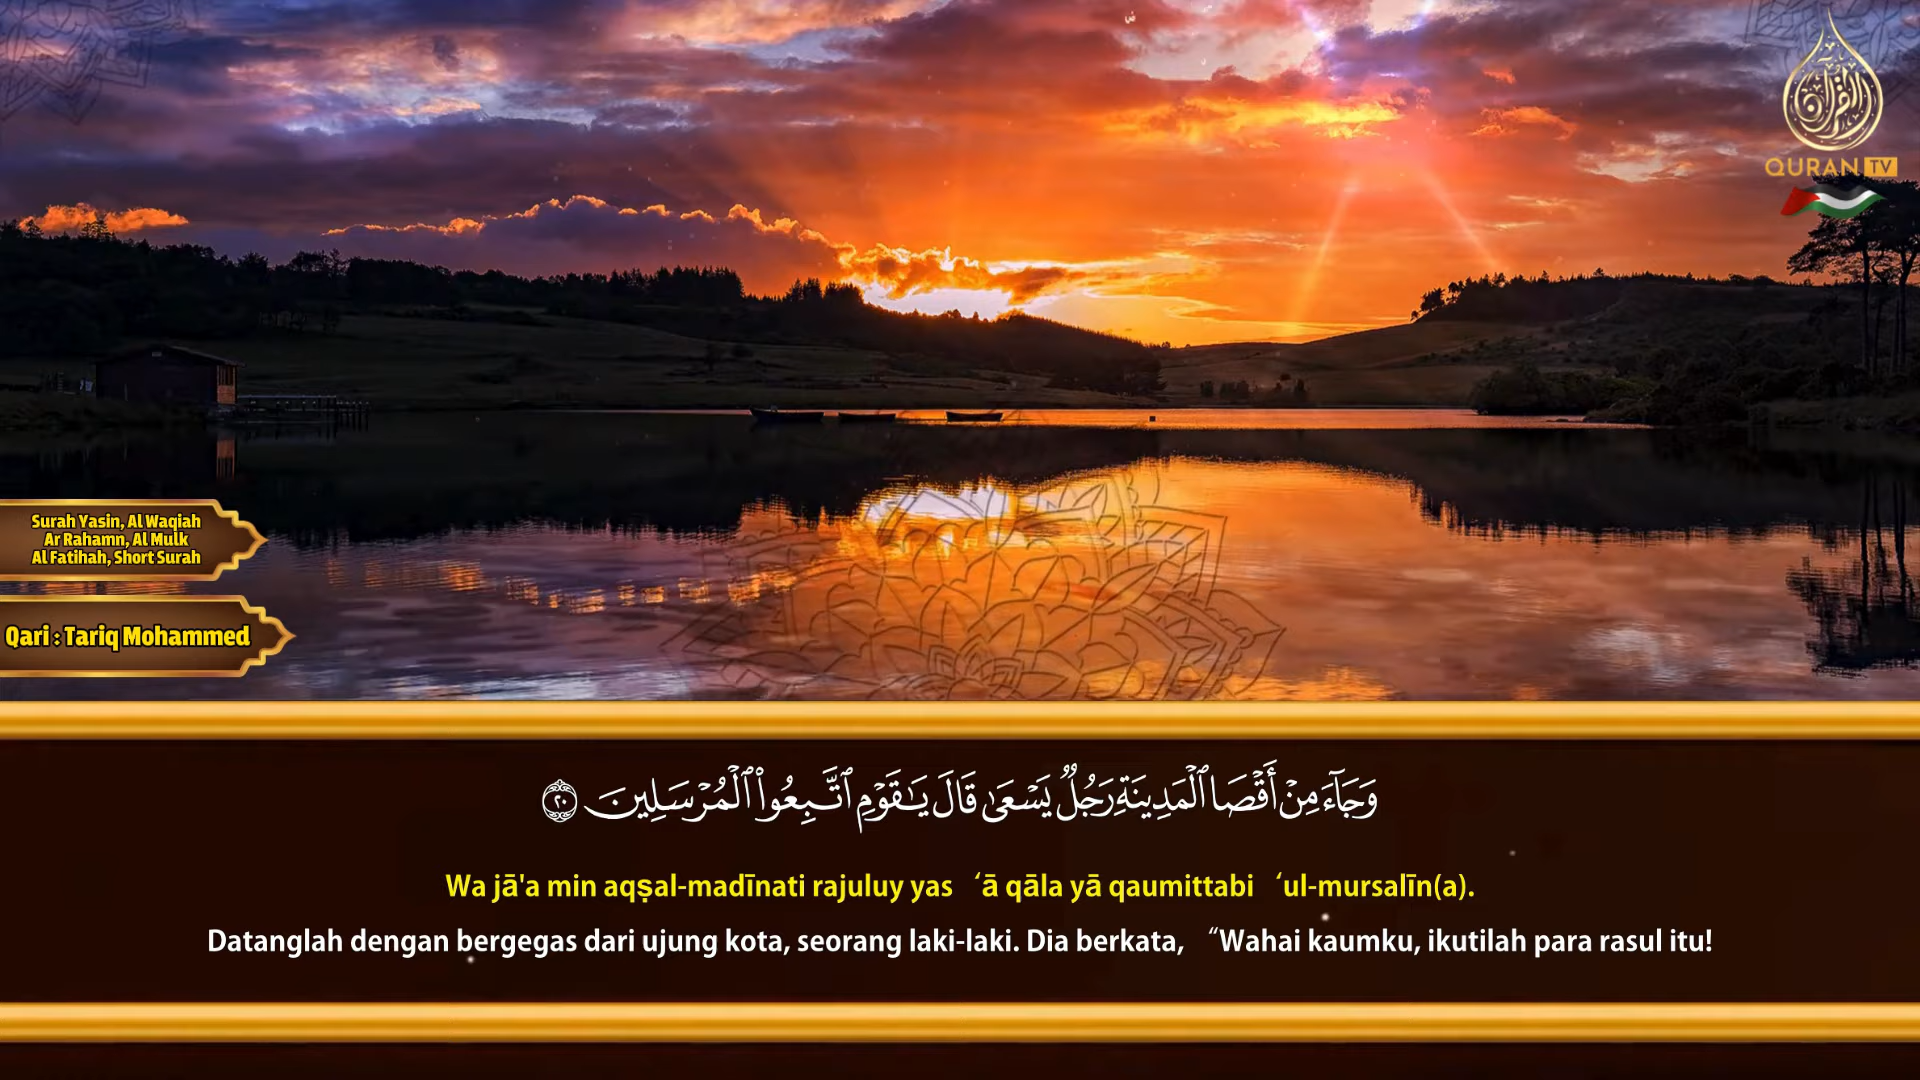 القرآن
QURAN TV
Surah Yasin, Al Waqiah
Ar Rahamn, Al Mulk
Al Fatihah, Short Surah
Qari : Tariq Mohammed
وَجَآءَ مِنْ أَقْصَا ٱلْمَدِينَةِ رَجُلٌ يَسْعَىٰ قَالَ يَـٰقَوْمِ ٱتَّبِعُوا۟ ٱلْمُرْسَلِينَ ٢٠
Wa jā'a min aqṣal-madīnati rajuluy yas ‘ā qāla yā qaumittabi ‘ul-mursalīn(a).
Datanglah dengan bergegas dari ujung kota, seorang laki-laki. Dia berkata, “Wahai kaumku, ikutilah para rasul itu!